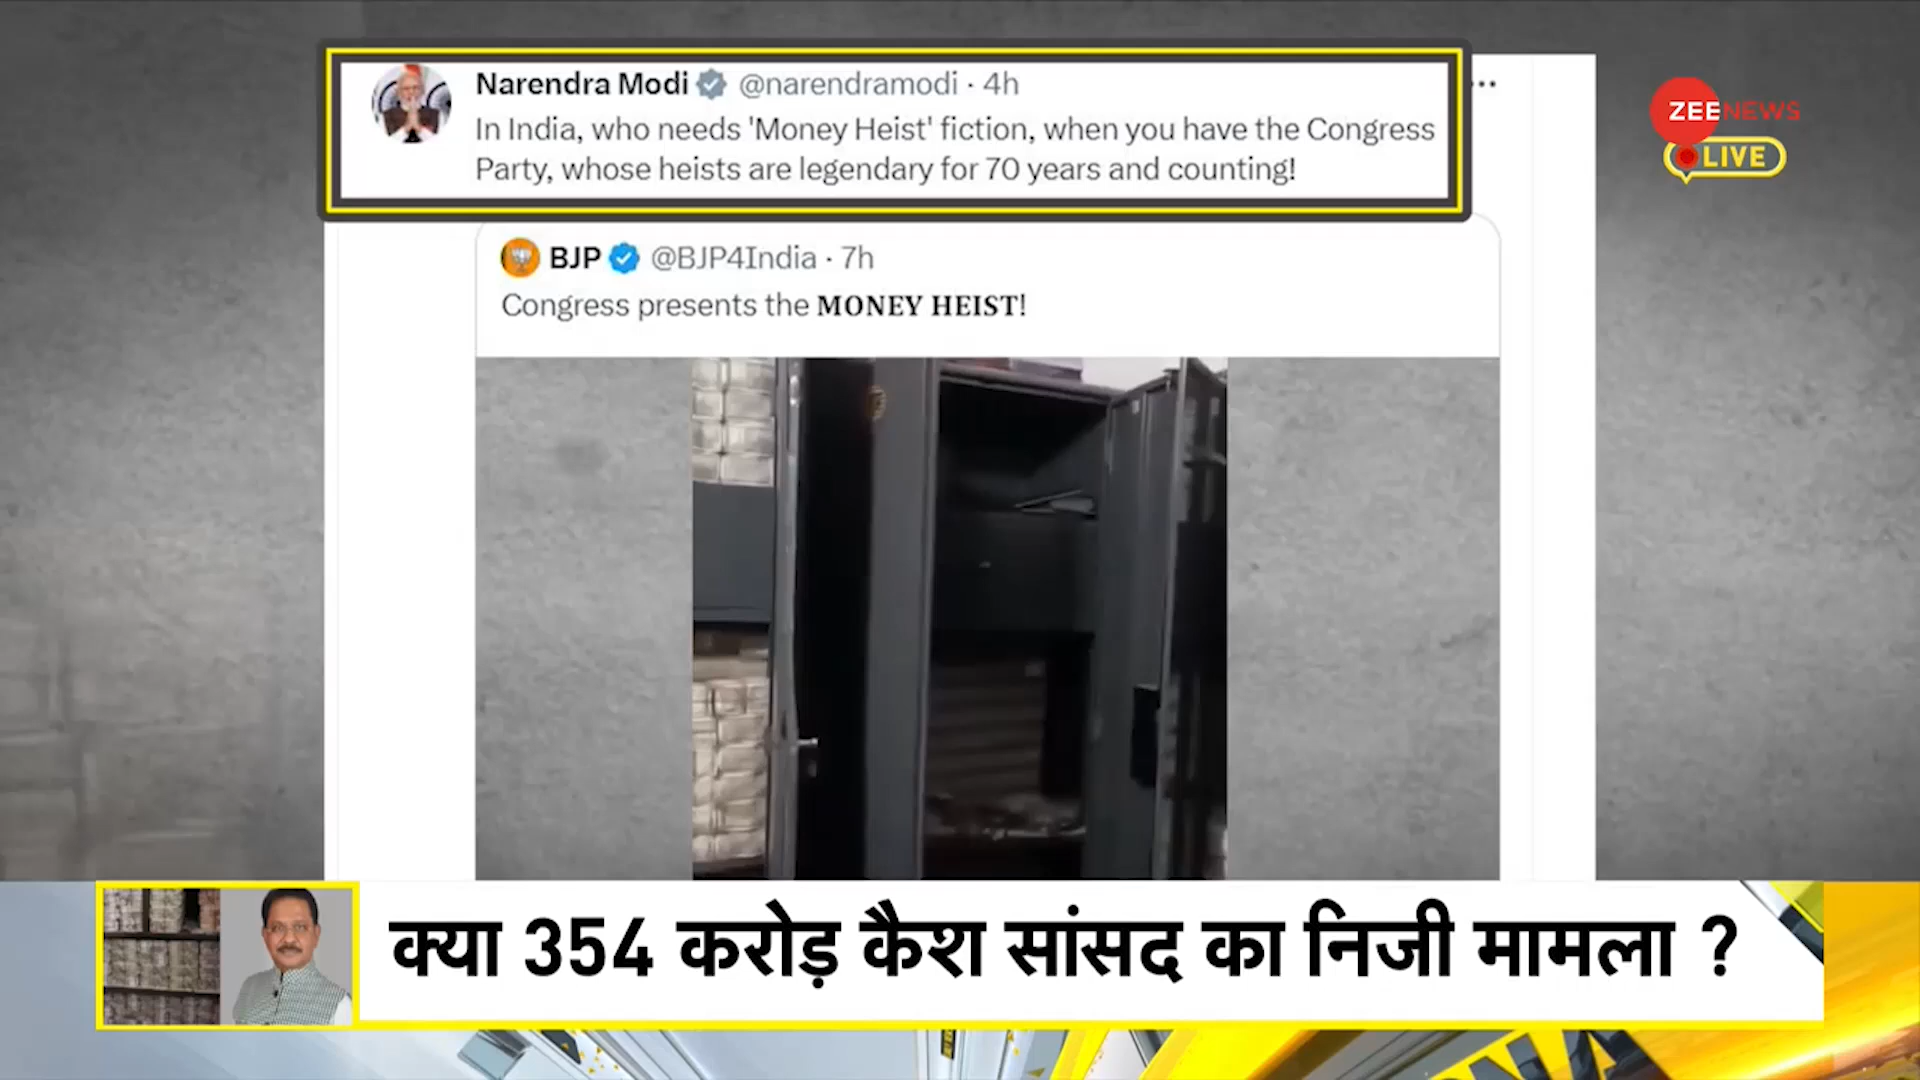 Narendra Modi @narendramodi · 4h
In India, who needs 'Money Heist' fiction, when you have the Congress
Party, whose heists are legendary for 70 years and counting!
ZEE NEWS
LIVE
BJP @BJP4India · 7h
Congress presents the MONEY HEIST!
क्या 354 करोड़ कैश सांसद का निजी मामला ?
DNA